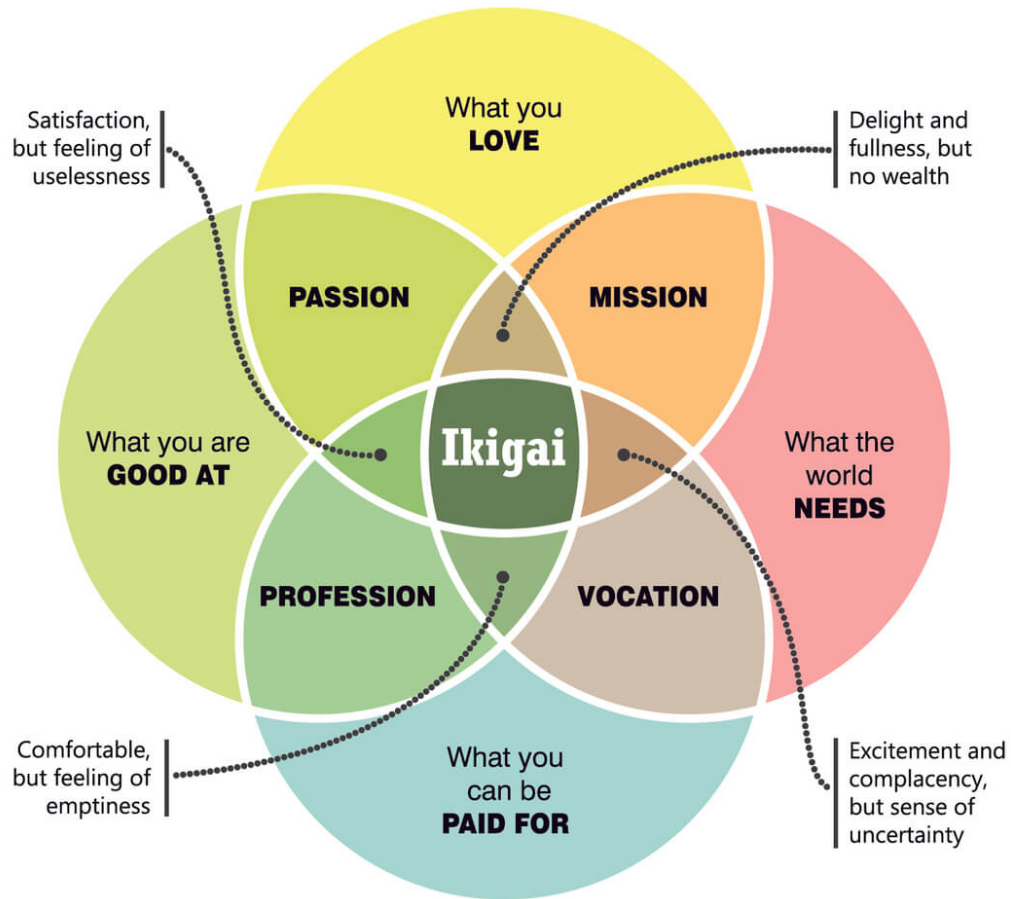 What you
LOVE
Satisfaction,
but feeling of
uselessness
Delight and
fullness, but
no wealth
PASSION
MISSION
What you are
GOOD AT
Ikigai
What the
world
NEEDS
PROFESSION
VOCATION
Comfortable,
but feeling of
emptiness
What you
can be
PAID FOR
Excitement and
complacency,
but sense of
uncertainty